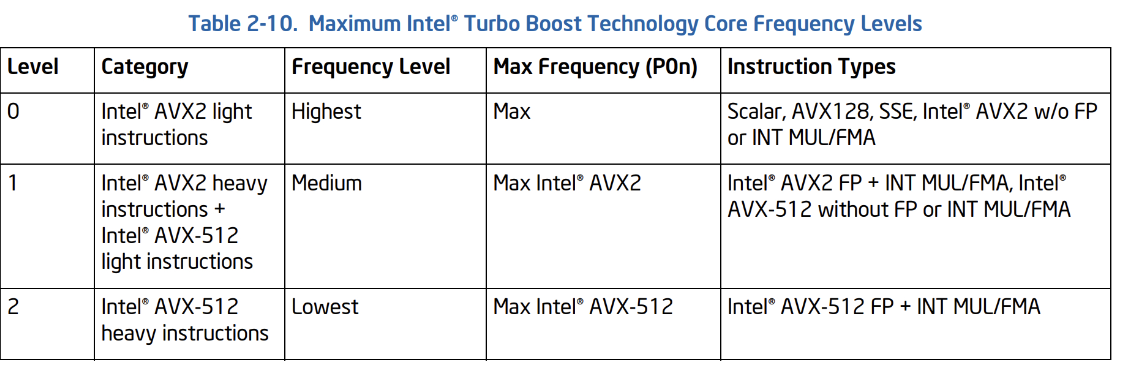 Table 2-10. Maximum Intel® Turbo Boost Technology Core Frequency Levels
Level Category Frequency Level Max Frequency (P0n) Instruction Types
0 Intel® AVX2 light instructions Highest Max Scalar, AVX128, SSE, Intel® AVX2 w/o FP or INT MUL/FMA
1 Intel® AVX2 heavy instructions + Intel® AVX-512 light instructions Medium Max Intel® AVX2 Intel® AVX2 FP + INT MUL/FMA, Intel® AVX-512 without FP or INT MUL/FMA
2 Intel® AVX-512 heavy instructions Lowest Max Intel® AVX-512 Intel® AVX-512 FP + INT MUL/FMA